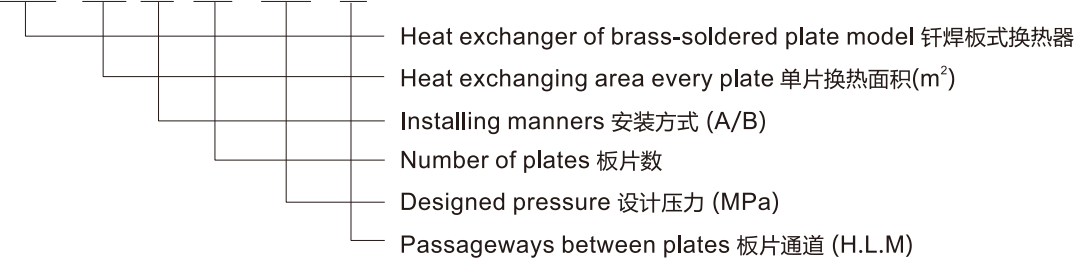 Heat exchanger of brass-soldered plate model 钎焊板式换热器
Heat exchanging area every plate 单片换热面积(m²)
Installing manners 安装方式 (A/B)
Number of plates 板片数
Designed pressure 设计压力 (MPa)
Passageways between plates 板片通道 (H.L.M)